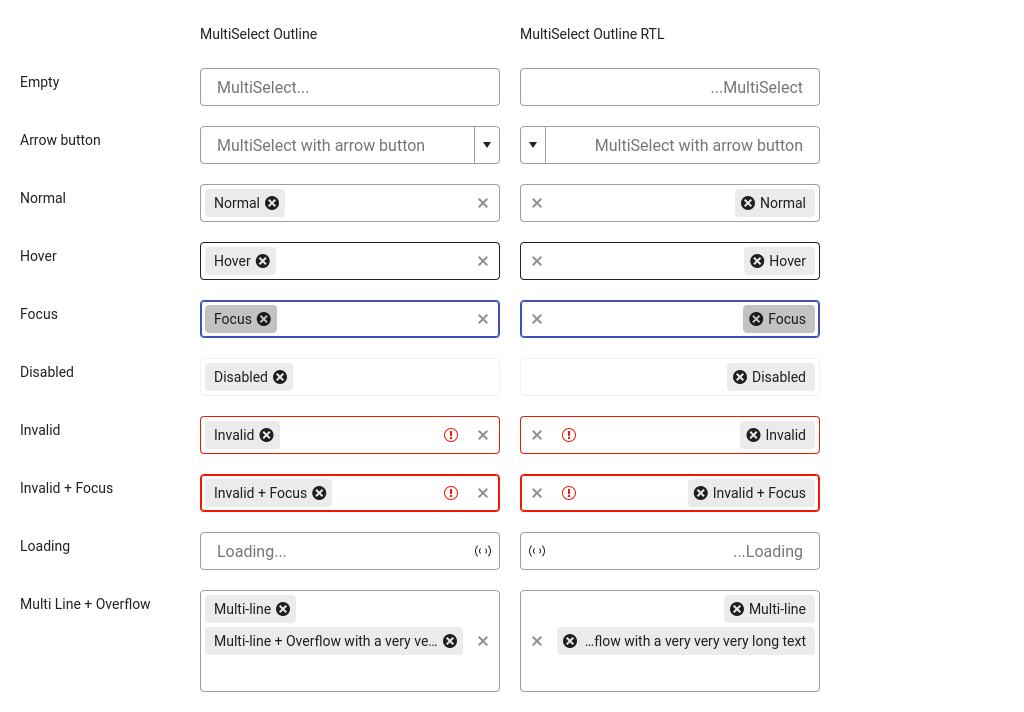 MultiSelect Outline MultiSelect Outline RTL
Empty MultiSelect... ...MultiSelect
Arrow button MultiSelect with arrow button MultiSelect with arrow button
Normal Normal Normal
Hover Hover Hover
Focus Focus Focus
Disabled Disabled Disabled
Invalid Invalid Invalid
Invalid + Focus Invalid + Focus Invalid + Focus
Loading Loading... ...Loading
Multi Line + Overflow Multi-line Multi-line
Multi-line + Overflow with a very ve... ...flow with a very very very long text